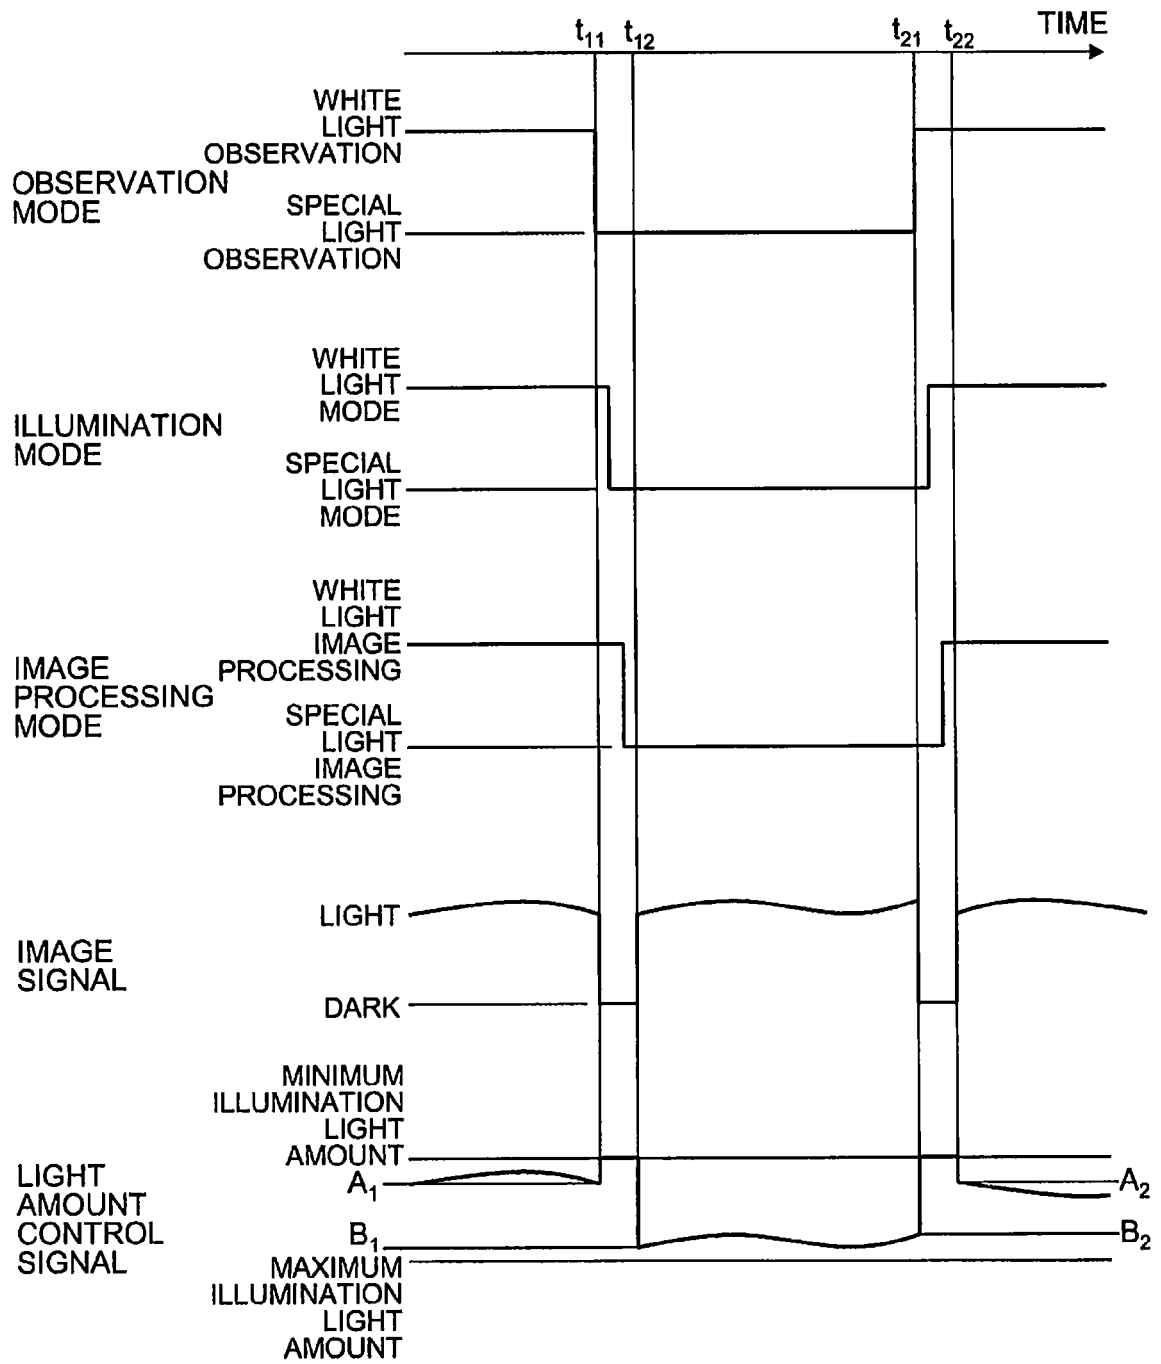 t11 t12 t21 t22 TIME
WHITE
LIGHT
OBSERVATION
OBSERVATION
MODE
SPECIAL
LIGHT
OBSERVATION
WHITE
LIGHT
MODE
ILLUMINATION
MODE
SPECIAL
LIGHT
MODE
WHITE
LIGHT
IMAGE
PROCESSING
IMAGE
PROCESSING
MODE
SPECIAL
LIGHT
IMAGE
PROCESSING
LIGHT
IMAGE
SIGNAL
DARK
MINIMUM
ILLUMINATION
LIGHT
AMOUNT
LIGHT
AMOUNT
CONTROL
SIGNAL
A1 A2
B1 B2
MAXIMUM
ILLUMINATION
LIGHT
AMOUNT